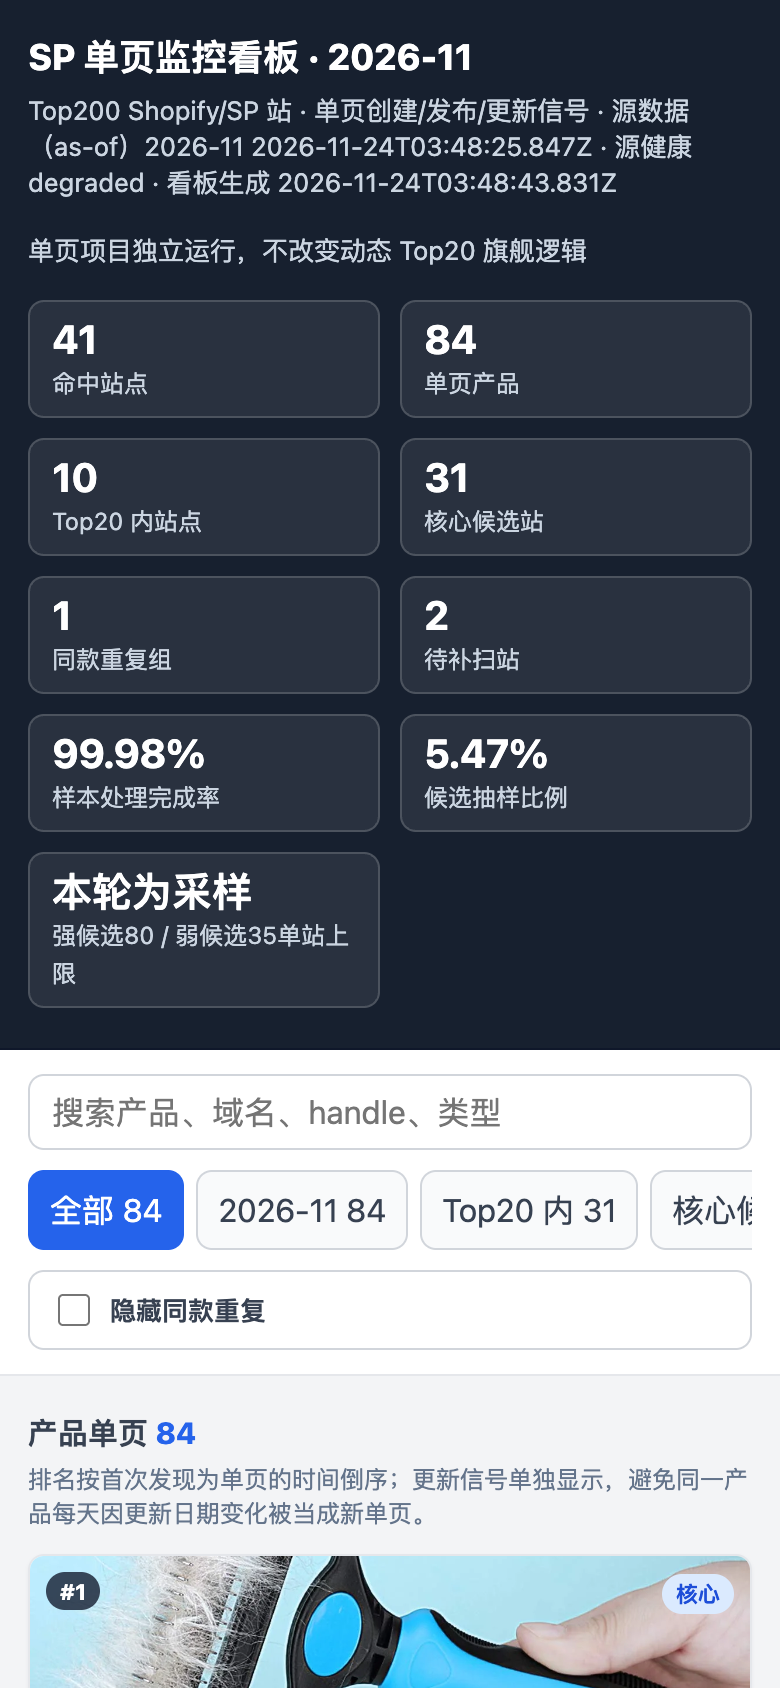 SP 单页监控看板 · 2026-11
Top200 Shopify/SP 站 · 单页创建/发布/更新信号 · 源数据
（as-of）2026-11 2026-11-24T03:48:25.847Z · 源健康
degraded · 看板生成 2026-11-24T03:48:43.831Z
单页项目独立运行，不改变动态 Top20 旗舰逻辑
41
命中站点
84
单页产品
10
Top20 内站点
31
核心候选站
1
同款重复组
2
待补扫站
99.98%
样本处理完成率
5.47%
候选抽样比例
本轮为采样
强候选80 / 弱候选35单站上
限
搜索产品、域名、handle、类型
全部 84
2026-11 84
Top20 内 31
核心候
隐藏同款重复
产品单页 84
排名按首次发现为单页的时间倒序；更新信号单独显示，避免同一产
品每天因更新日期变化被当成新单页。
#1
核心